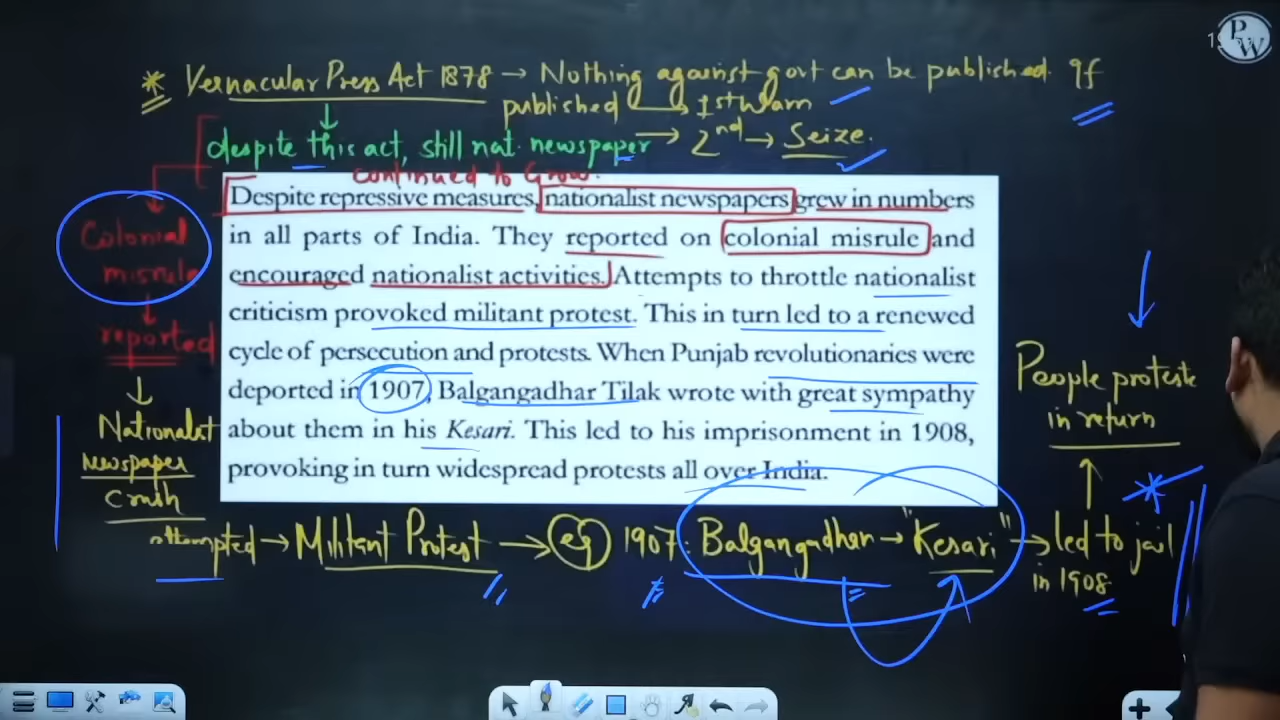 PW
* Vernacular Press Act 1878 → Nothing against govt can be published. If
published → 1st Warn
despite this act, still nat. newspaper → 2nd → Seize.
continued to Grow.
Despite repressive measures, nationalist newspapers grew in numbers
in all parts of India. They reported on colonial misrule and
encouraged nationalist activities. Attempts to throttle nationalist
criticism provoked militant protest. This in turn led to a renewed
cycle of persecution and protests. When Punjab revolutionaries were
deported in 1907, Balgangadhar Tilak wrote with great sympathy
about them in his Kesari. This led to his imprisonment in 1908,
provoking in turn widespread protests all over India.
Colonial
misrule
reported
Nationalist
Newspaper
Crush
attempted → Militant Protest → eg 1907: Balgangadhar → "Kesari" → led to jail
in 1908
People proteste
in return